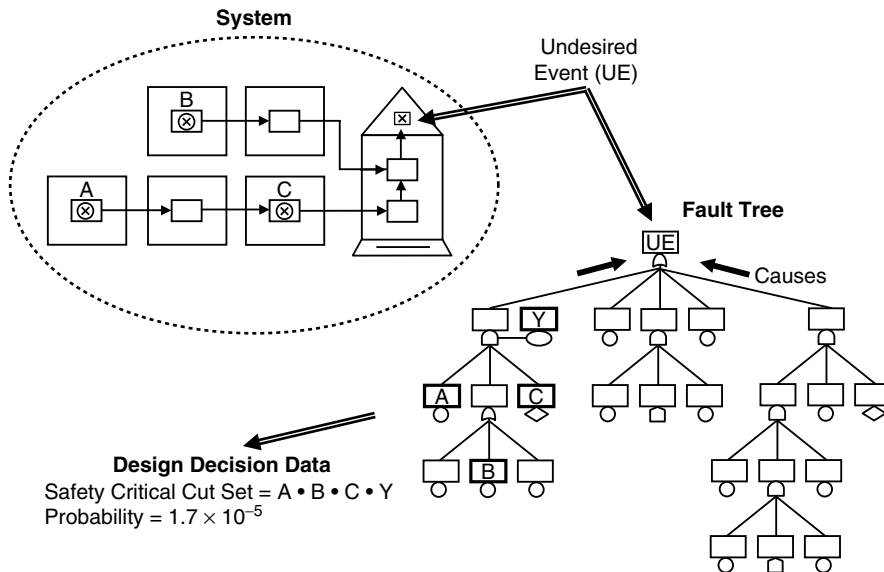 System
Undesired
Event (UE)
B
A
C
Fault Tree
UE
Causes
Y
A
C
B
Design Decision Data
Safety Critical Cut Set = A • B • C • Y
Probability = 1.7 × 10⁻⁵